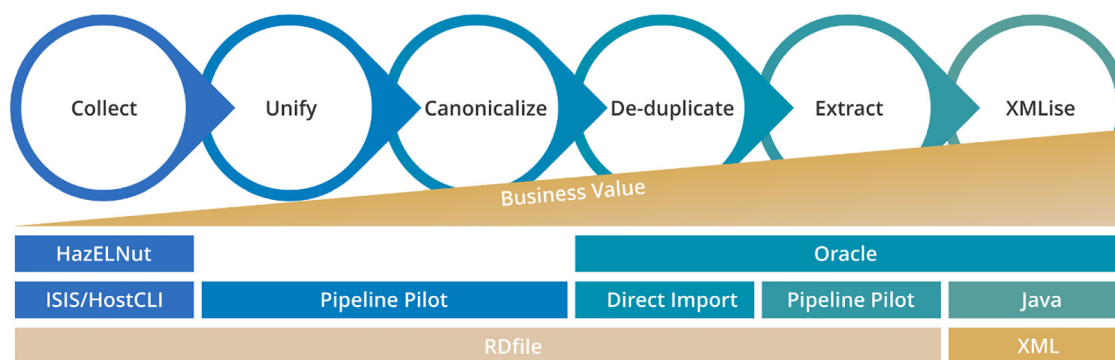 Collect
Unify
Canonicalize
De-duplicate
Extract
XMLise
Business Value
HazELNut
Oracle
ISIS/HostCLI
Pipeline Pilot
Direct Import
Pipeline Pilot
Java
RDfile
XML